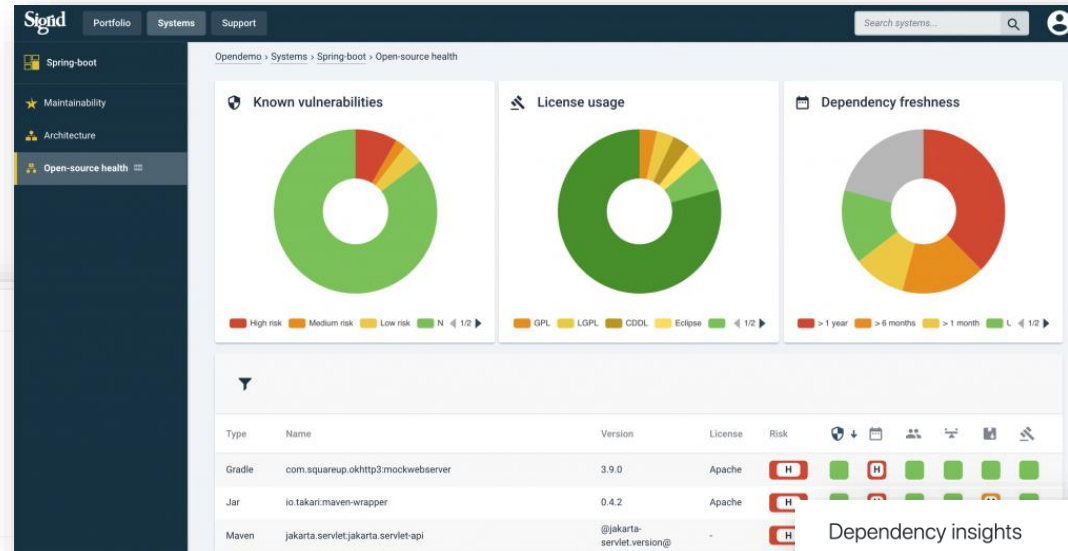 Sigrid Portfolio Systems Support Search systems...
Spring-boot
Opendemo › Systems › Spring-boot › Open-source health
Maintainability
Architecture
Open-source health
Known vulnerabilities
License usage
Dependency freshness
High risk Medium risk Low risk N 1/2
GPL LGPL CDDL Eclipse 1/2
> 1 year > 6 months > 1 month L 1/2
Type Name Version License Risk
Gradle com.squareup.okhttp3:mockwebserver 3.9.0 Apache H H
Jar io.takari:maven-wrapper 0.4.2 Apache H
Maven jakarta.servlet:jakarta.servlet-api @jakarta-servlet.version@ - H
Dependency insights